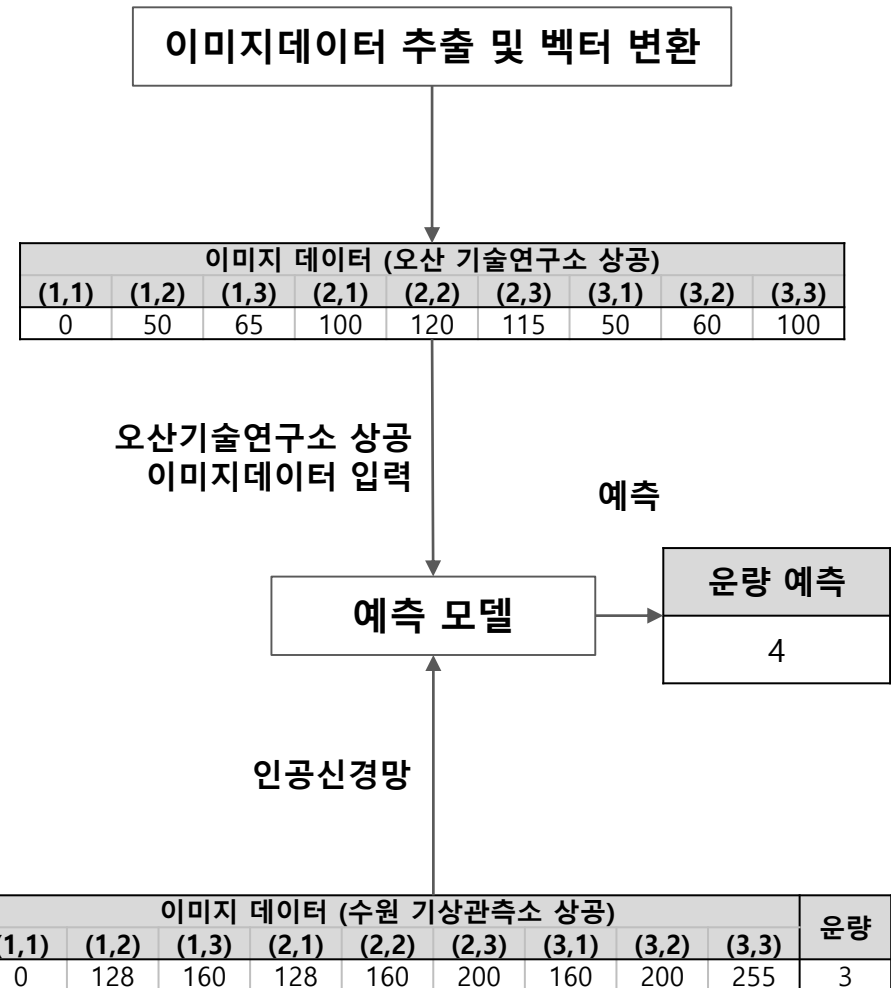 이미지데이터 추출 및 벡터 변환
이미지 데이터 (오산 기술연구소 상공)
(1,1) (1,2) (1,3) (2,1) (2,2) (2,3) (3,1) (3,2) (3,3)
0 50 65 100 120 115 50 60 100
오산기술연구소 상공
이미지데이터 입력
예측
운량 예측
예측 모델
4
인공신경망
이미지 데이터 (수원 기상관측소 상공) 운량
(1,1) (1,2) (1,3) (2,1) (2,2) (2,3) (3,1) (3,2) (3,3)
0 128 160 128 160 200 160 200 255 3